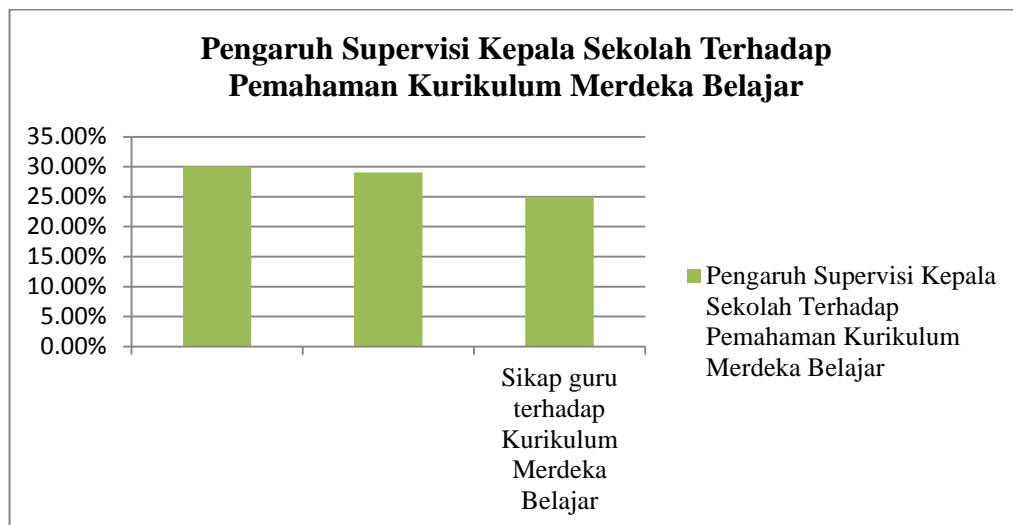 Pengaruh Supervisi Kepala Sekolah Terhadap
Pemahaman Kurikulum Merdeka Belajar
35.00%
30.00%
25.00%
20.00%
15.00%
10.00%
5.00%
0.00%
Sikap guru
terhadap
Kurikulum
Merdeka
Belajar
Pengaruh Supervisi Kepala
Sekolah Terhadap
Pemahaman Kurikulum
Merdeka Belajar